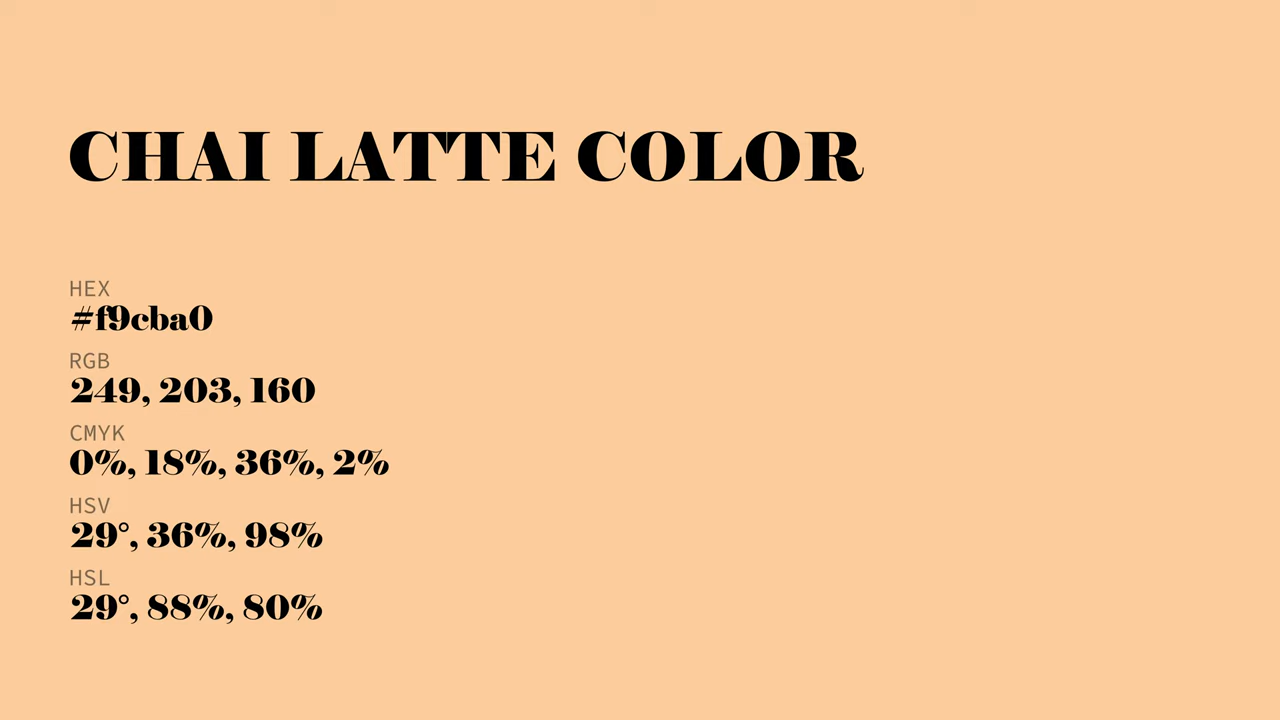 CHAI LATTE COLOR
HEX
#f9cba0
RGB
249, 203, 160
CMYK
0%, 18%, 36%, 2%
HSV
29°, 36%, 98%
HSL
29°, 88%, 80%